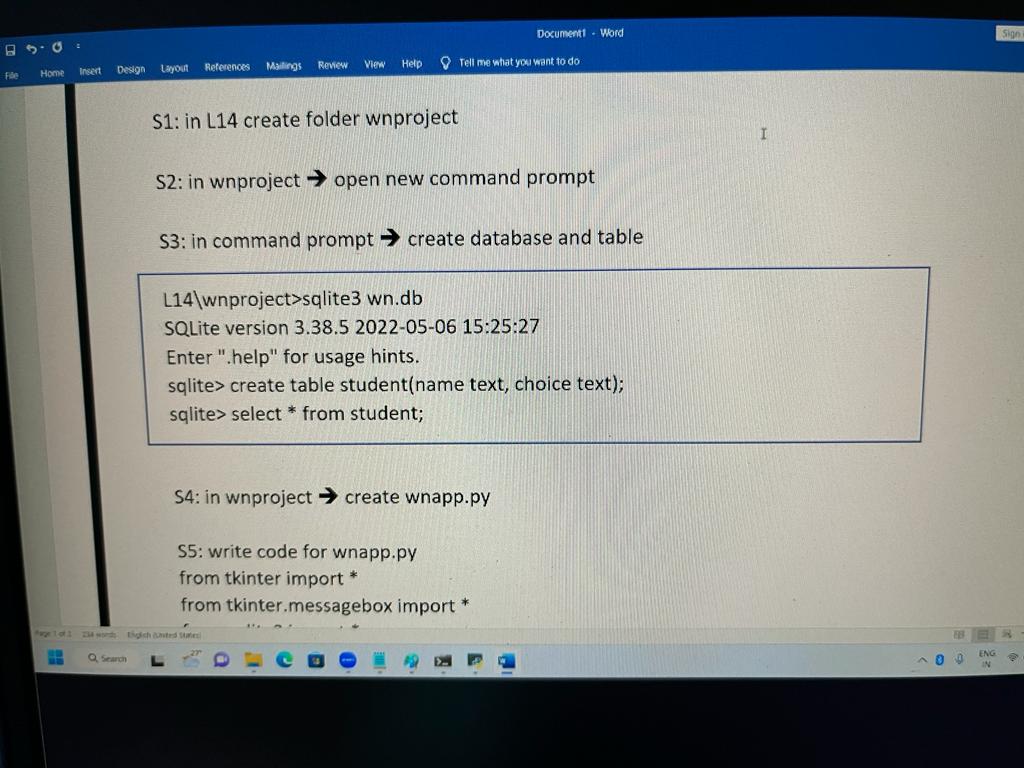 Document1 - Word
Sign
File Home Insert Design Layout References Mailings Review View Help Tell me what you want to do
S1: in L14 create folder wnproject
S2: in wnproject ➔ open new command prompt
S3: in command prompt ➔ create database and table
L14\wnproject>sqlite3 wn.db
SQLite version 3.38.5 2022-05-06 15:25:27
Enter ".help" for usage hints.
sqlite> create table student(name text, choice text);
sqlite> select * from student;
S4: in wnproject ➔ create wnapp.py
S5: write code for wnapp.py
from tkinter import *
from tkinter.messagebox import *
Page 1 of 2 234 words English (United States)
Search 27° ENG
IN